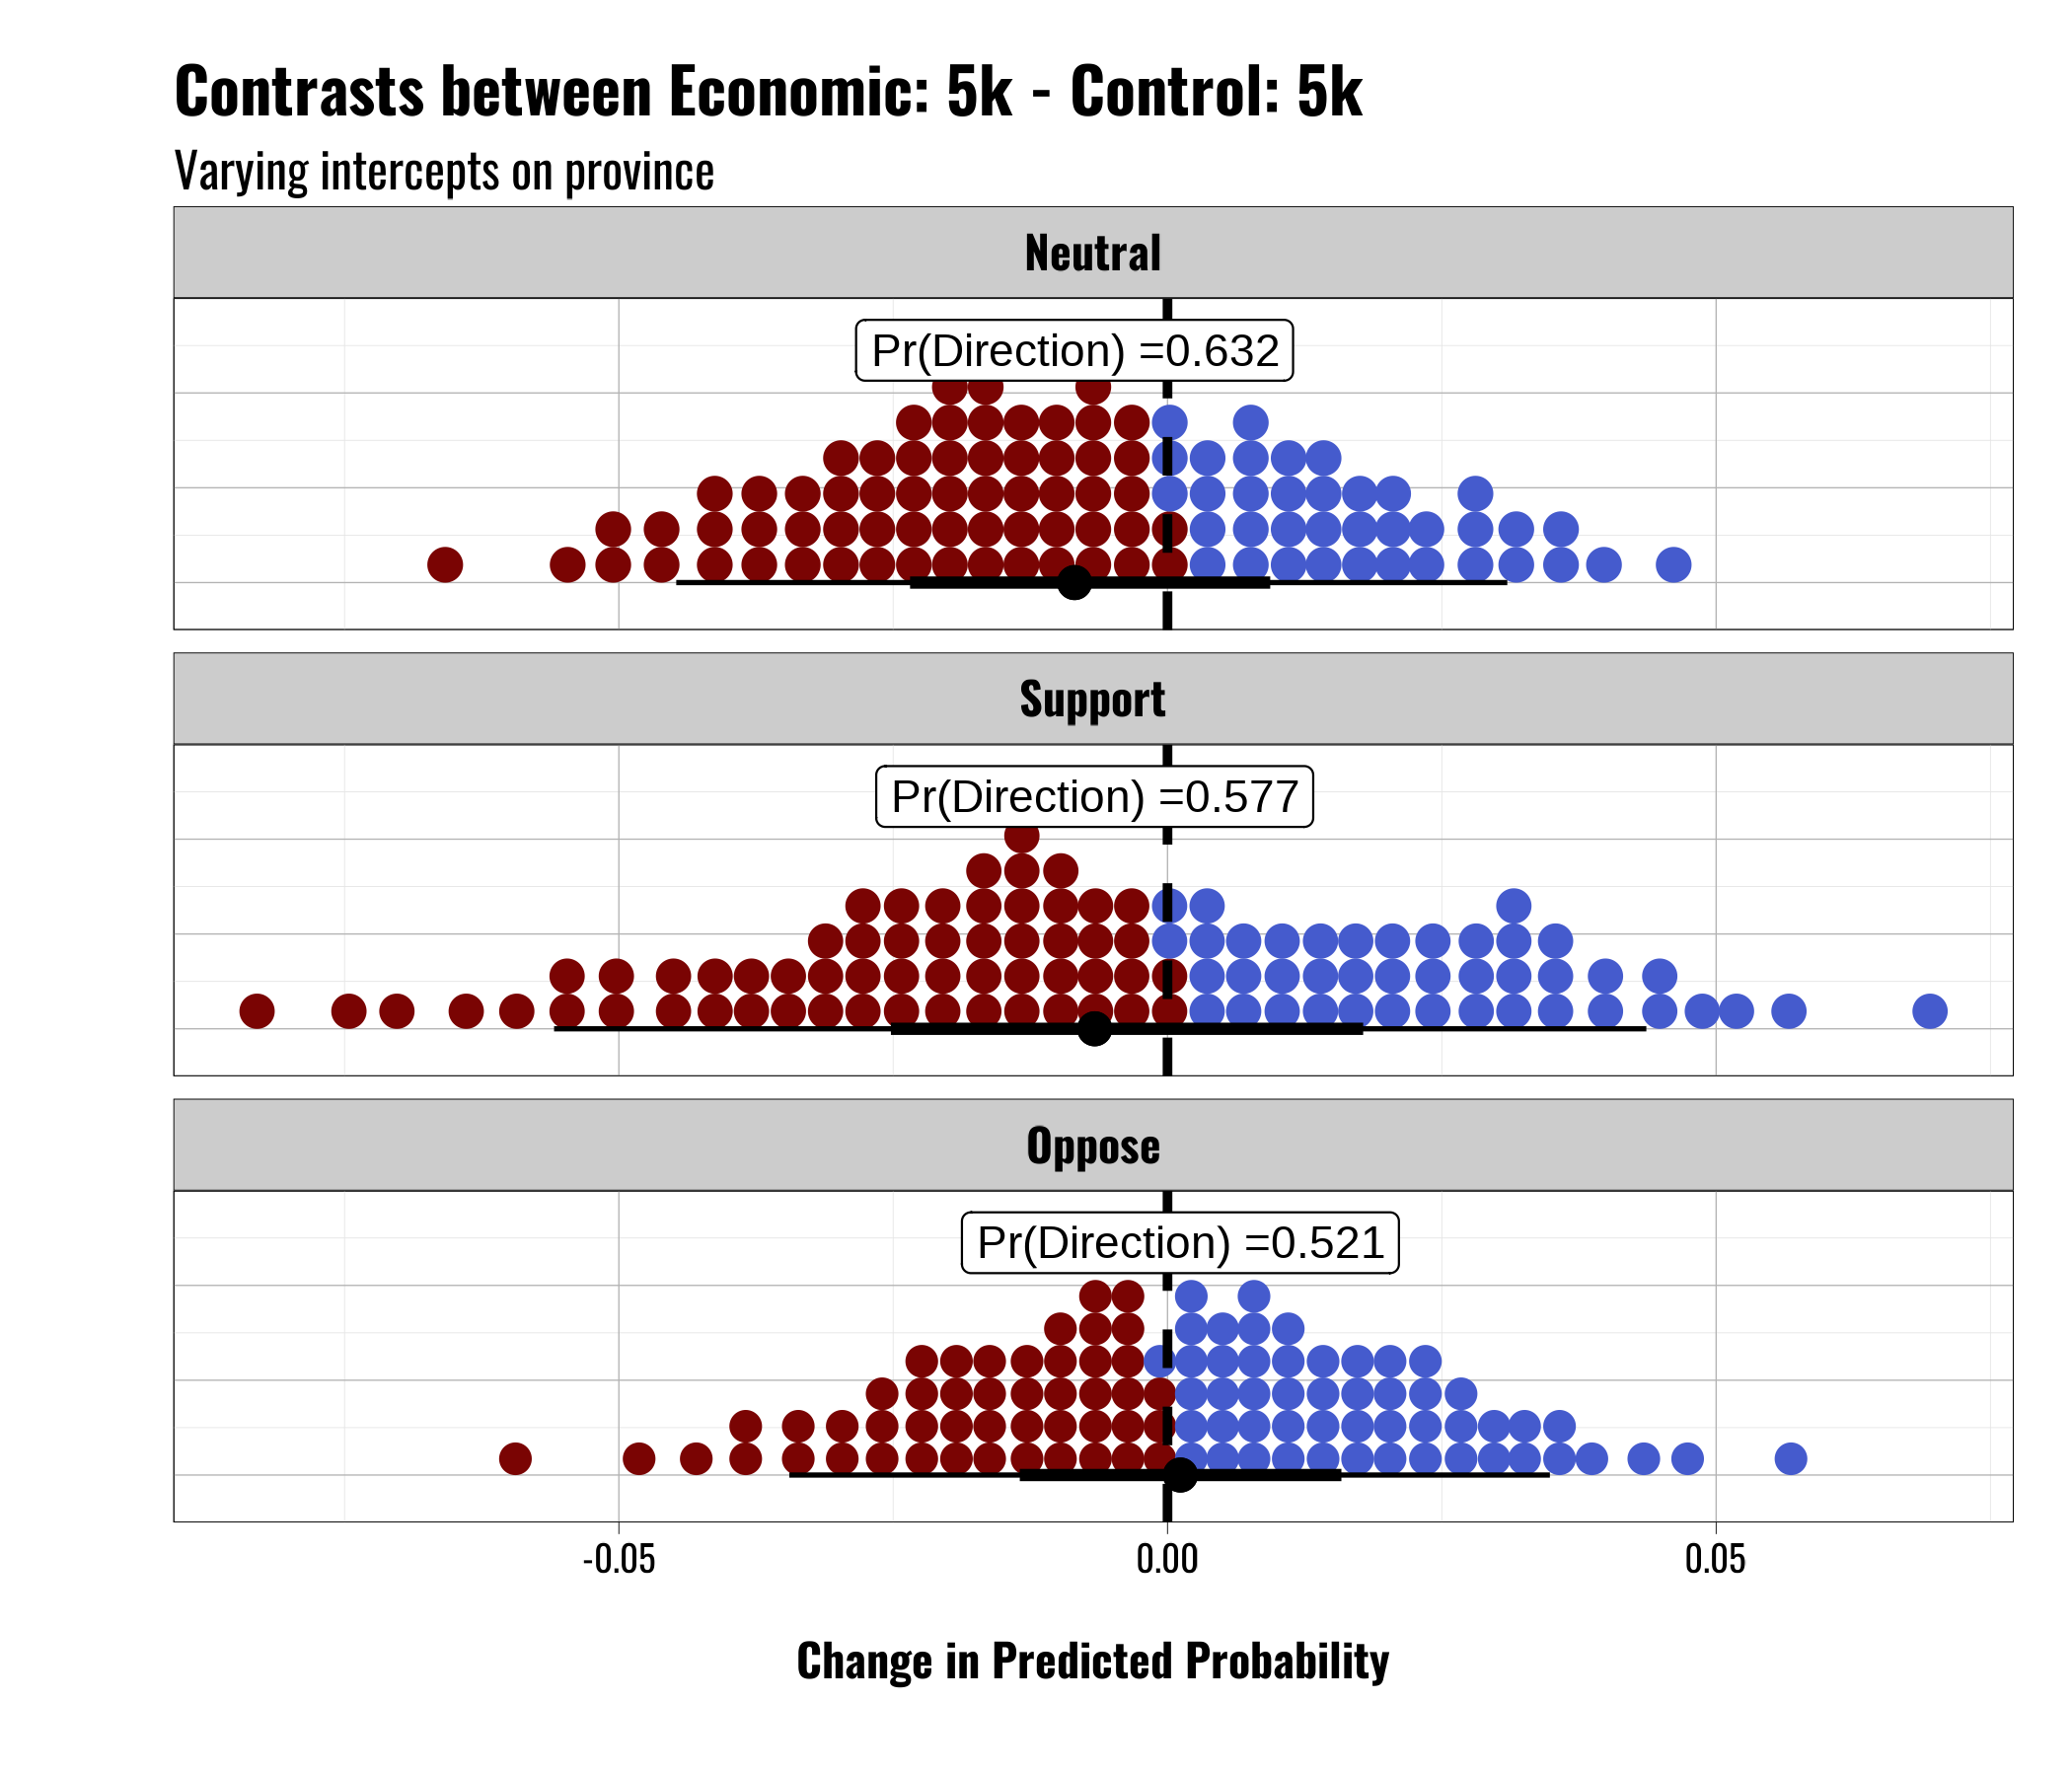 Contrasts between Economic: 5k - Control: 5k
Varying intercepts on province
Neutral
Pr(Direction) =0.632
Support
Pr(Direction) =0.577
Oppose
Pr(Direction) =0.521
-0.05 0.00 0.05
Change in Predicted Probability